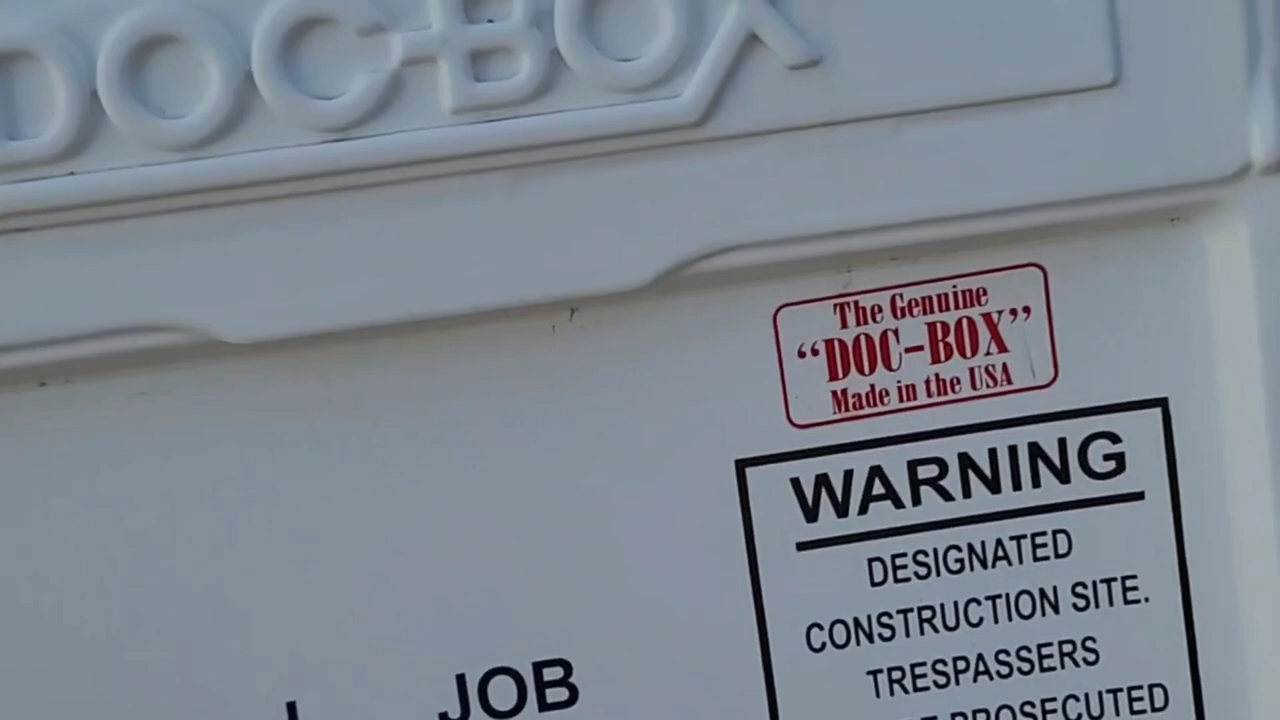 DOC-BOX
The Genuine
“DOC-BOX”
Made in the USA
WARNING
DESIGNATED
CONSTRUCTION SITE.
TRESPASSERS
PROSECUTED
JOB